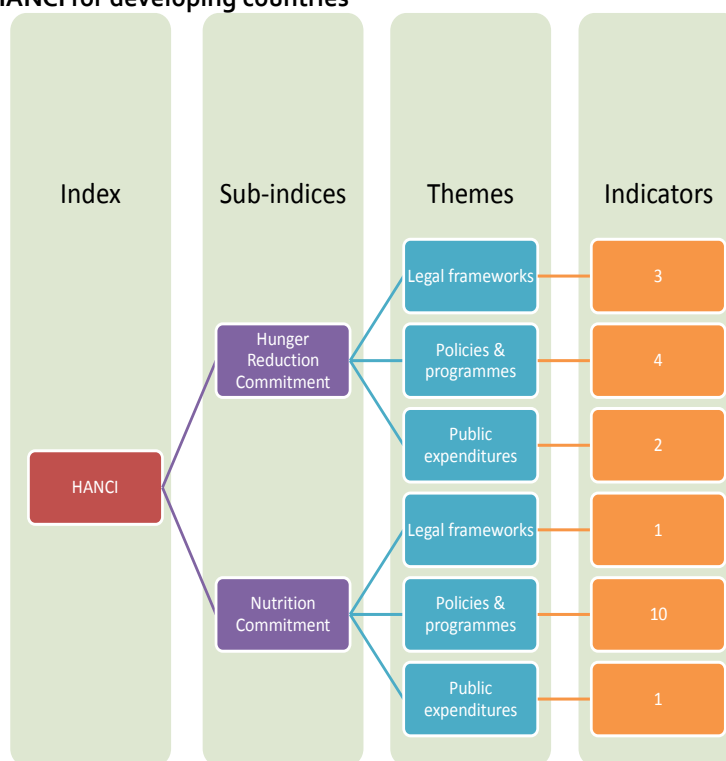 HANCI for developing countries
Index
Sub-indices
Themes
Indicators
HANCI
Hunger
Reduction
Commitment
Legal frameworks
3
Policies &
programmes
4
Public
expenditures
2
Nutrition
Commitment
Legal frameworks
1
Policies &
programmes
10
Public
expenditures
1